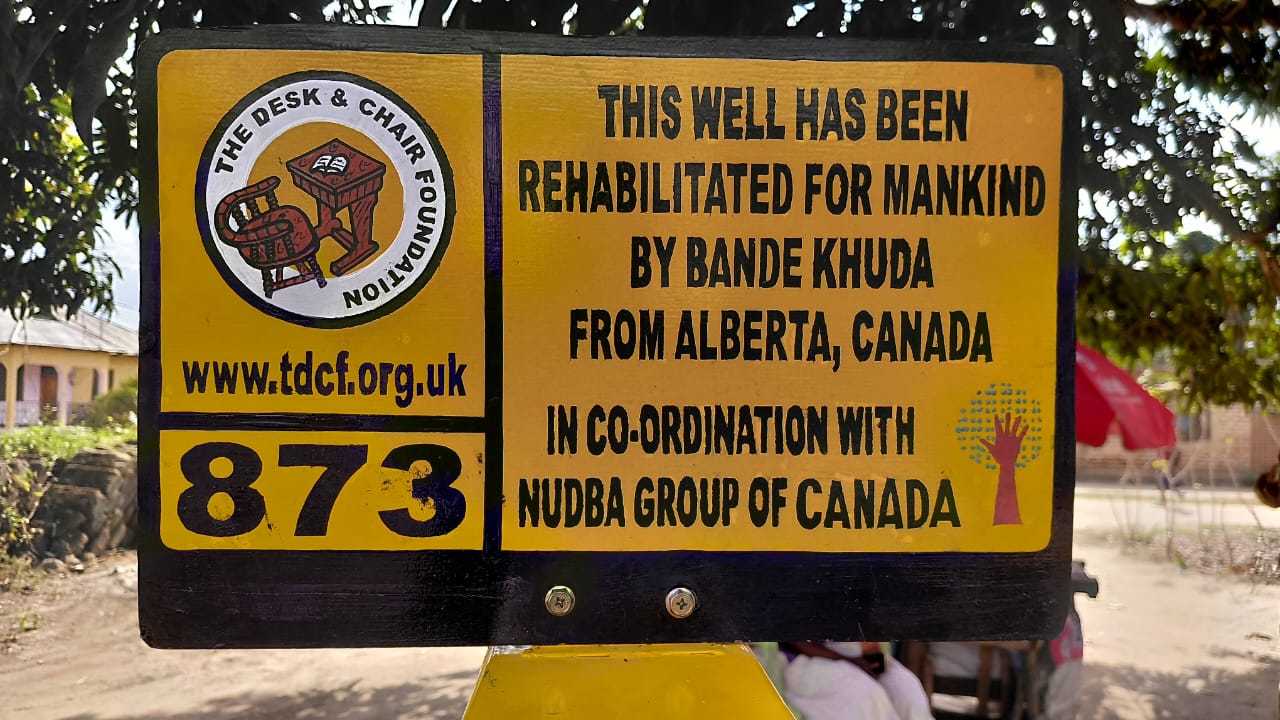 THE DESK & CHAIR FOUNDATION
www.tdcf.org.uk
873
THIS WELL HAS BEEN
REHABILITATED FOR MANKIND
BY BANDE KHUDA
FROM ALBERTA, CANADA
IN CO-ORDINATION WITH
NUDBA GROUP OF CANADA